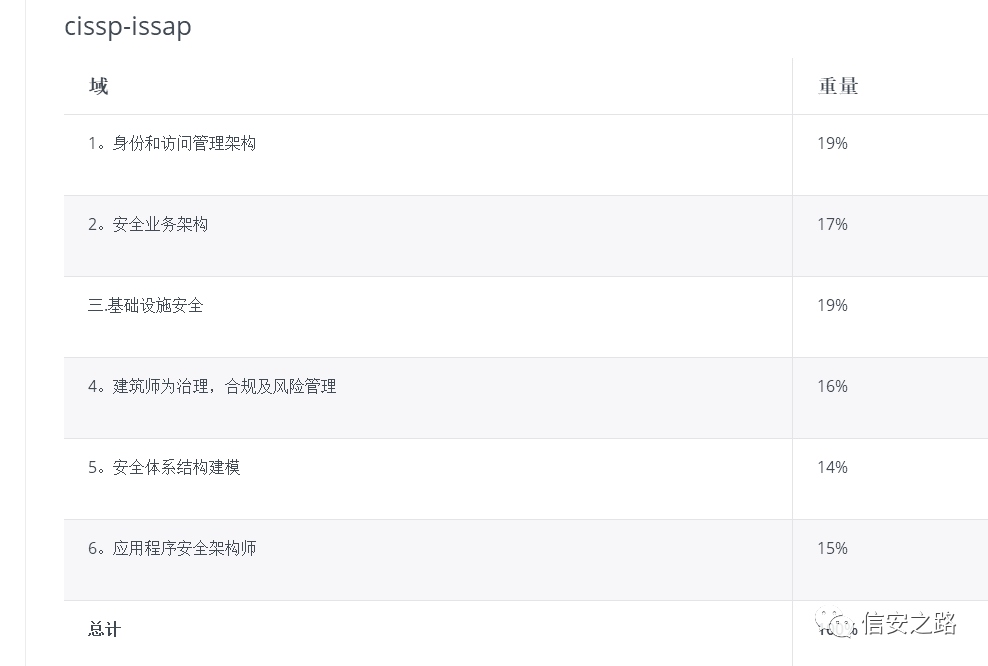 cissp-issap
域 重量
1。身份和访问管理架构 19%
2。安全业务架构 17%
三.基础设施安全 19%
4。建筑师为治理，合规及风险管理 16%
5。安全体系结构建模 14%
6。应用程序安全架构师 15%
总计 100%
信安之路